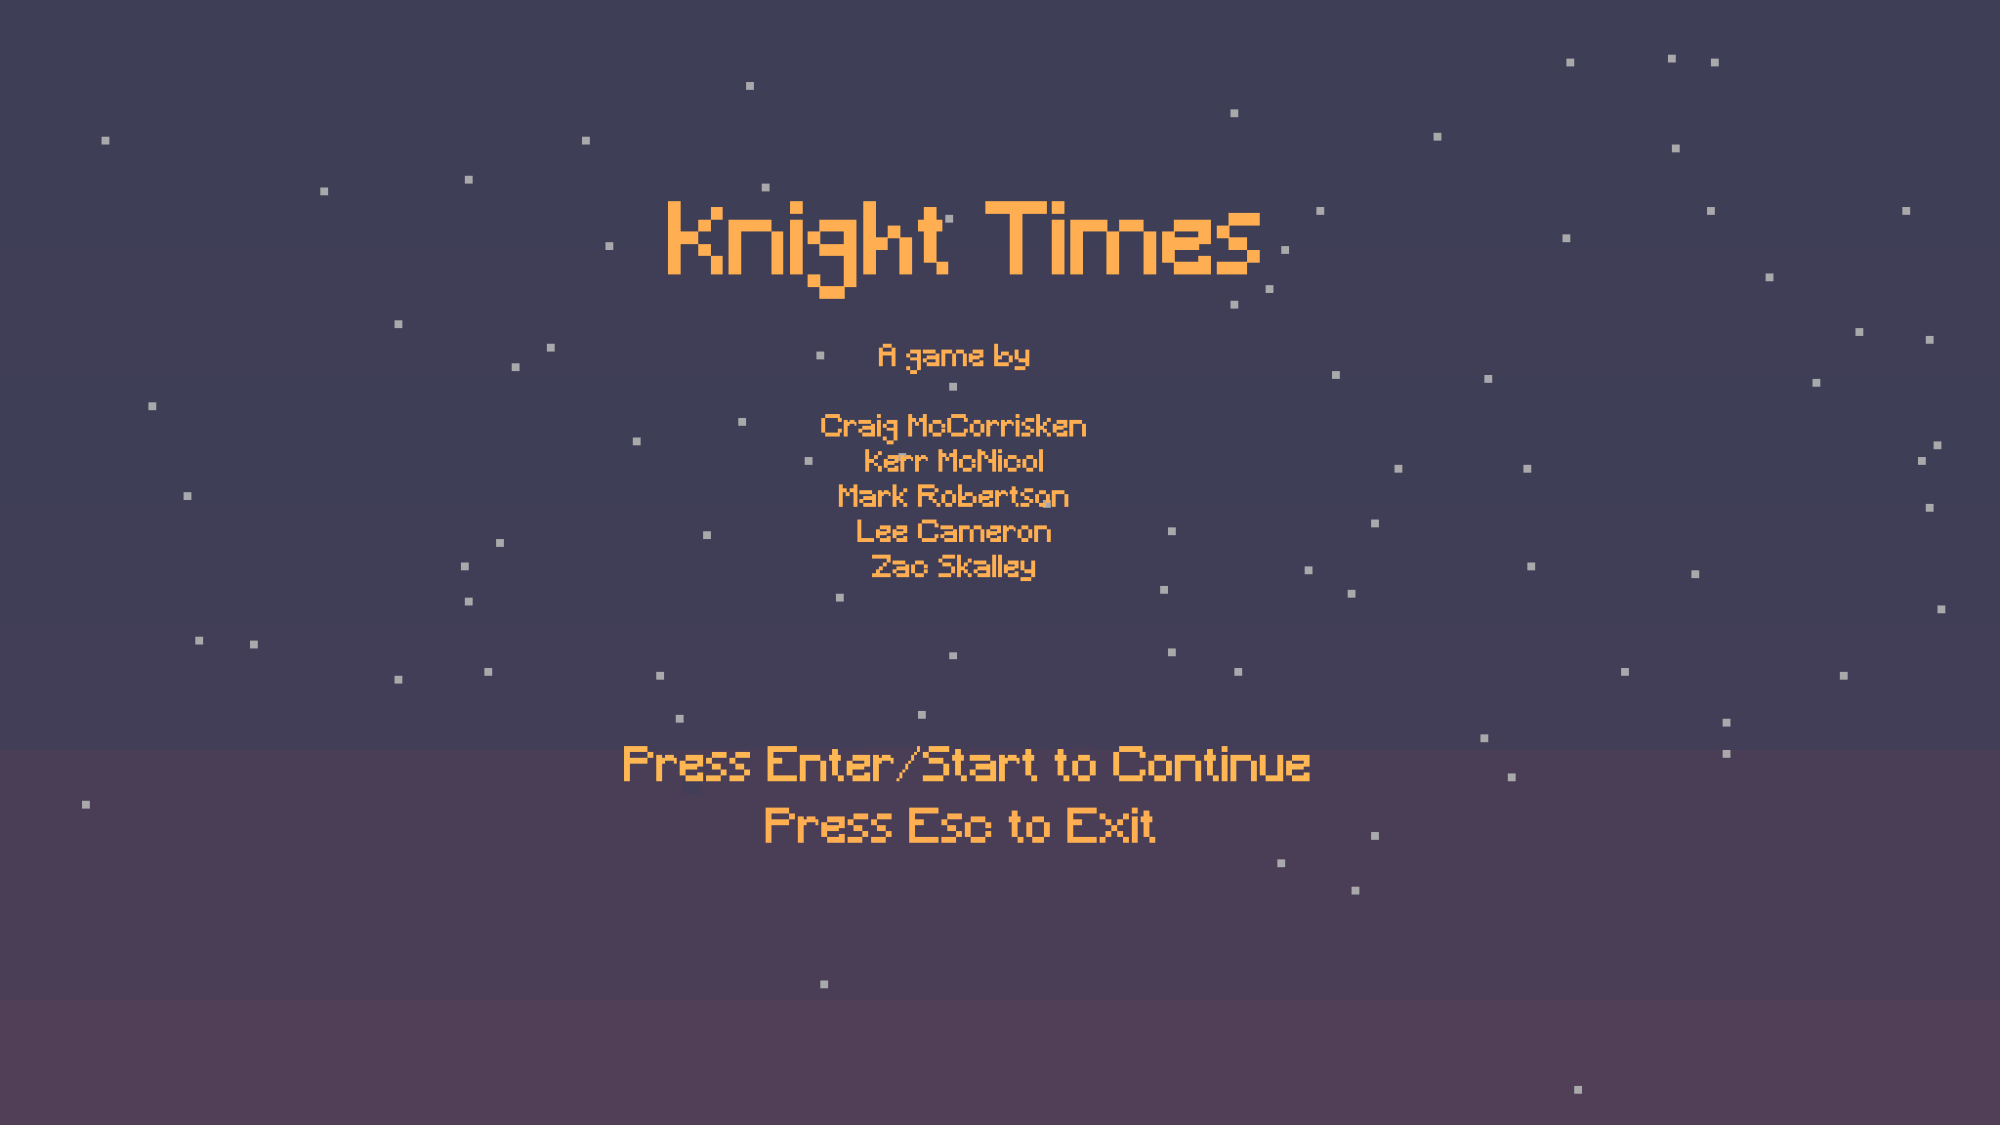 Knight Times
A game by
Craig McCorrisken
Kerr McNicol
Mark Robertson
Lee Cameron
Zac Skalley
Press Enter/Start to Continue
Press Esc to Exit